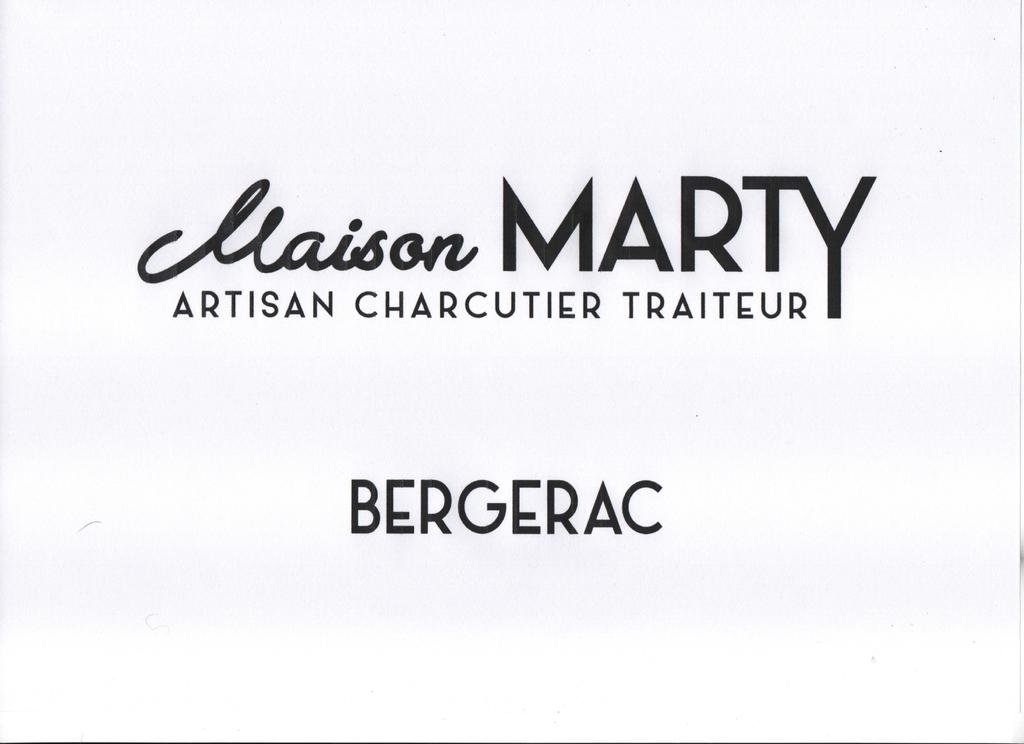 Maison MARTY
ARTISAN CHARCUTIER TRAITEUR
BERGERAC